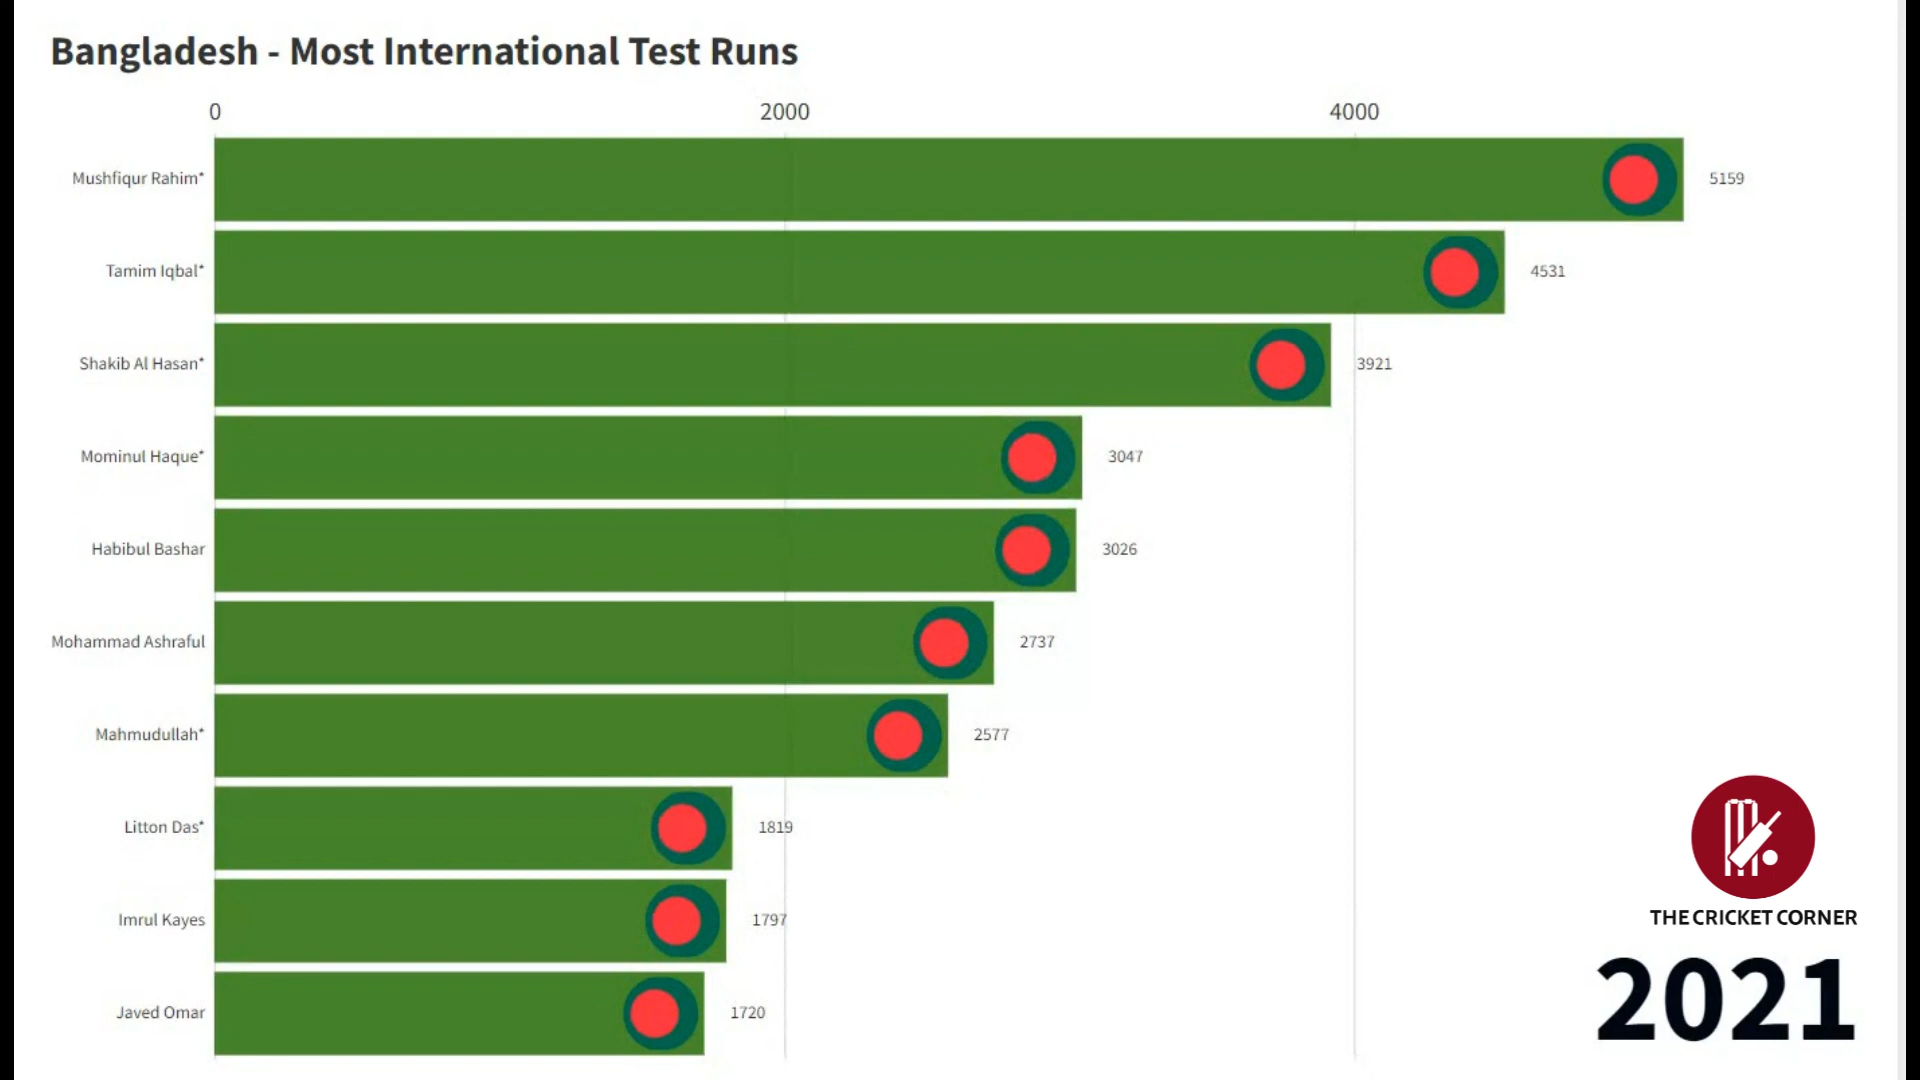 Bangladesh - Most International Test Runs
0 2000 4000
Mushfiqur Rahim* 5159
Tamim Iqbal* 4531
Shakib Al Hasan* 3921
Mominul Haque* 3047
Habibul Bashar 3026
Mohammad Ashraful 2737
Mahmudullah* 2577
Litton Das* 1819
Imrul Kayes 1797
Javed Omar 1720
THE CRICKET CORNER
2021